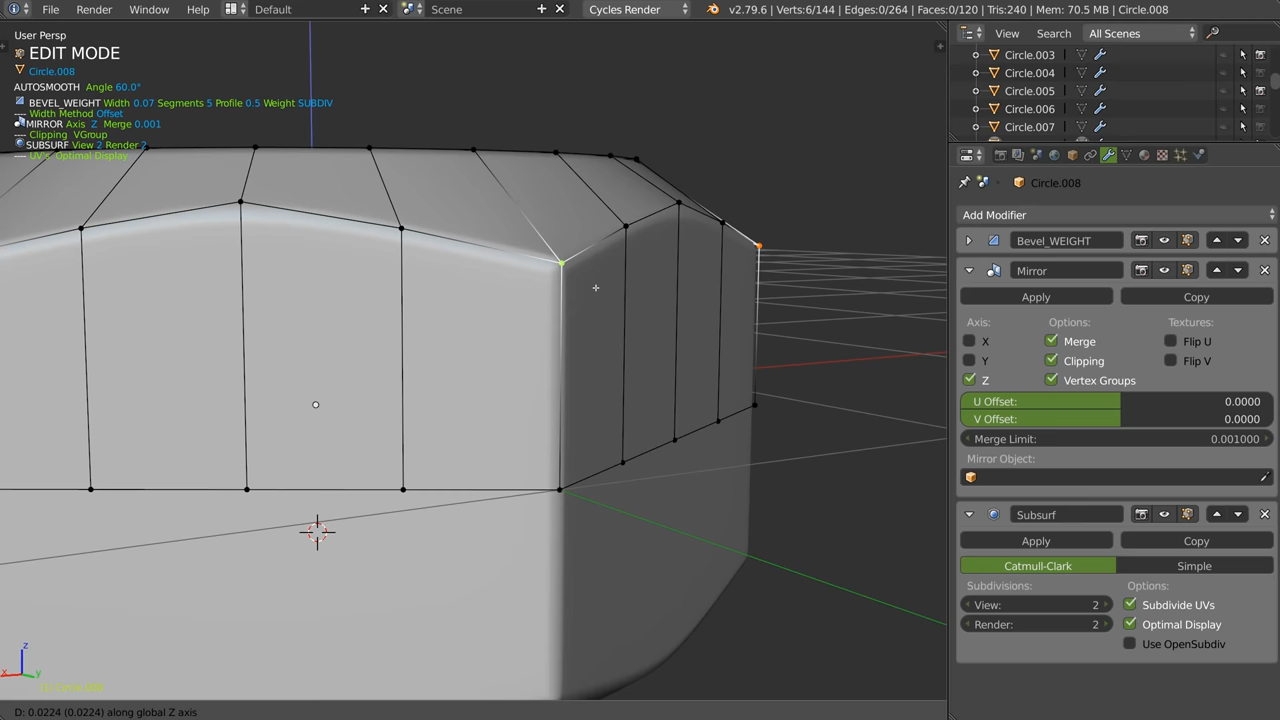 File Render Window Help Default Scene Cycles Render v2.79.6 | Verts:6/144 | Edges:0/264 | Tris:240 | Mem: 70.5 MB | Circle.008
User Persp
EDIT MODE
Circle.008
AUTOSMOOTH Angle 60.0°
BEVEL_WEIGHT Width 0.07 Segments 5 Profile 0.5 Weight SUBDIV
Width Method Offset
MIRROR Axis Z Merge 0.001
Clipping VGroup
SUBSURF View 2 Render 2
UV's Optimal Display
x y z
D: 0.0224 (0.0224) along global Z axis
View Search All Scenes
Circle.003
Circle.004
Circle.005
Circle.006
Circle.007
Circle.008
Add Modifier
Bevel_WEIGHT
Mirror
Apply Copy
Axis: Options: Textures:
X Merge Flip U
Y Clipping Flip V
Z Vertex Groups
U Offset: 0.0000
V Offset: 0.0000
Merge Limit: 0.001000
Mirror Object:
Subsurf
Apply Copy
Catmull-Clark Simple
Subdivisions: Options:
View: 2 Subdivide UVs
Render: 2 Optimal Display
Use OpenSubdiv